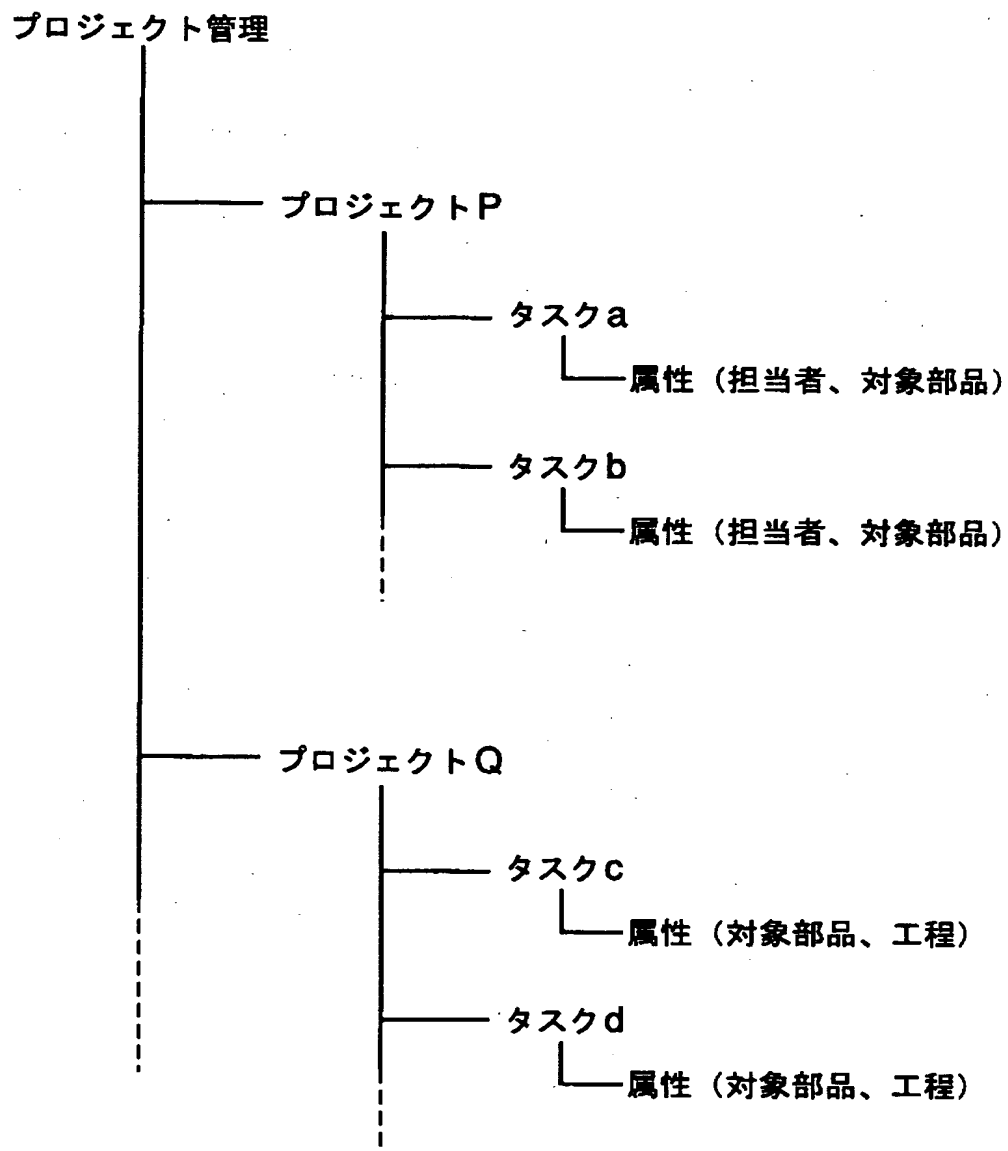 プロジェクト管理
プロジェクトP
タスクa
属性（担当者、対象部品）
タスクb
属性（担当者、対象部品）
プロジェクトQ
タスクc
属性（対象部品、工程）
タスクd
属性（対象部品、工程）